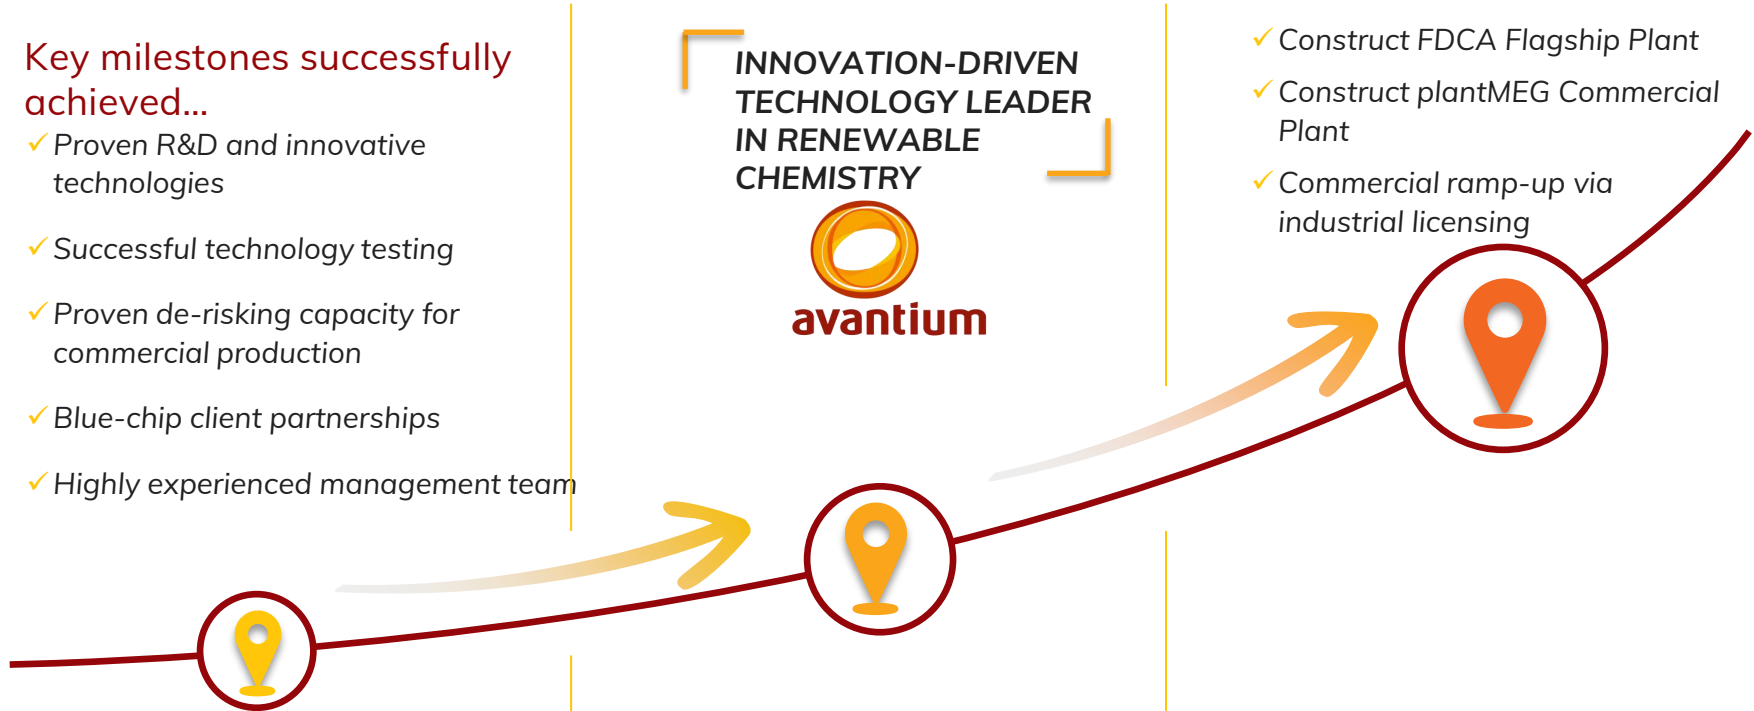 Key milestones successfully
achieved...
Proven R&D and innovative
technologies
Successful technology testing
Proven de-risking capacity for
commercial production
Blue-chip client partnerships
Highly experienced management team
INNOVATION-DRIVEN
TECHNOLOGY LEADER
IN RENEWABLE
CHEMISTRY
avantium
Construct FDCA Flagship Plant
Construct plantMEG Commercial
Plant
Commercial ramp-up via
industrial licensing